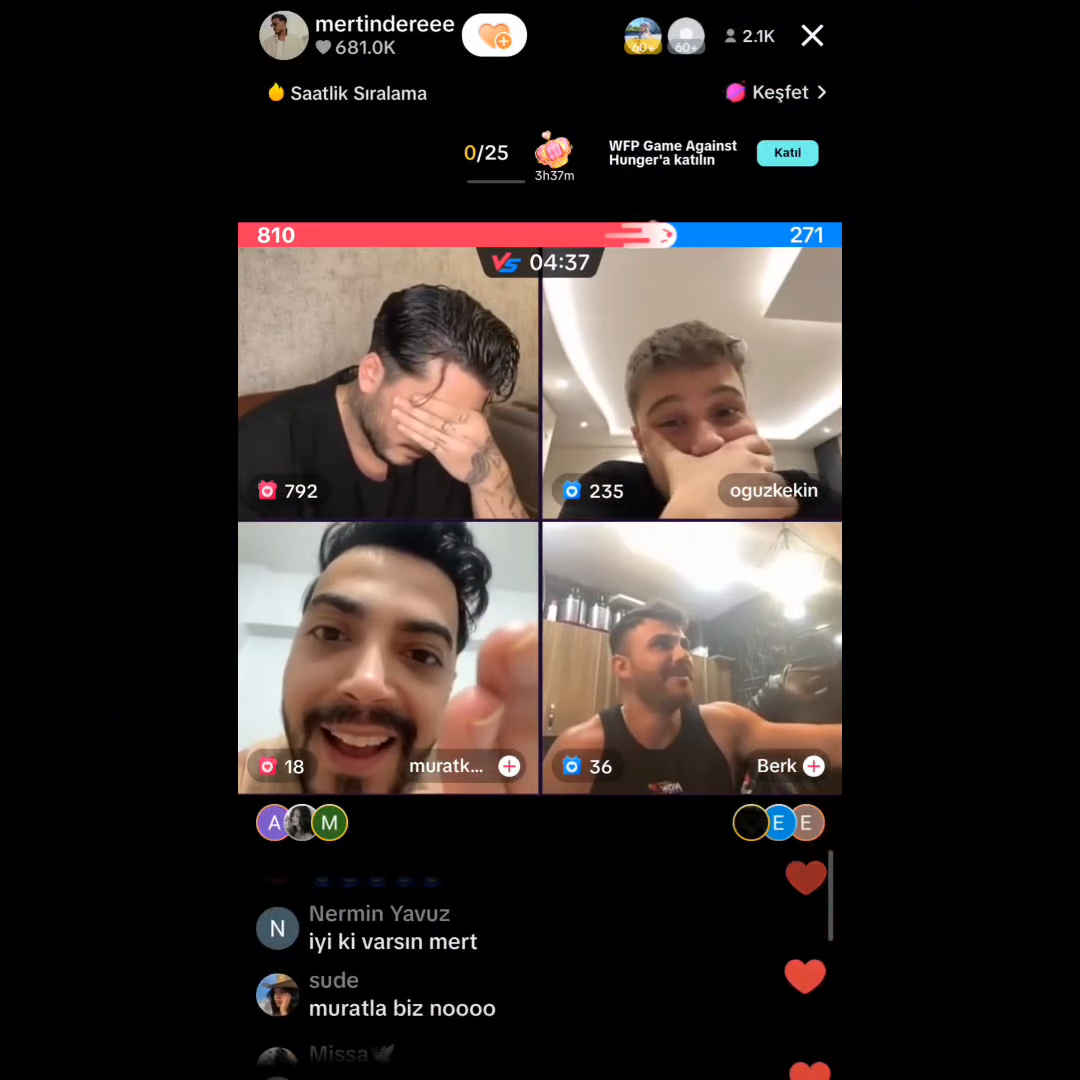 mertindereee
681.0K
60+
60+
2.1K
Saatlik Sıralama
Keşfet
0/25
3h37m
WFP Game Against
Hunger'a katılın
Katıl
810
271
VS 04:37
792
235
oguzkekin
18
muratk...
36
Berk
A
M
E
E
N
Nermin Yavuz
iyi ki varsın mert
sude
muratla biz noooo
Missa